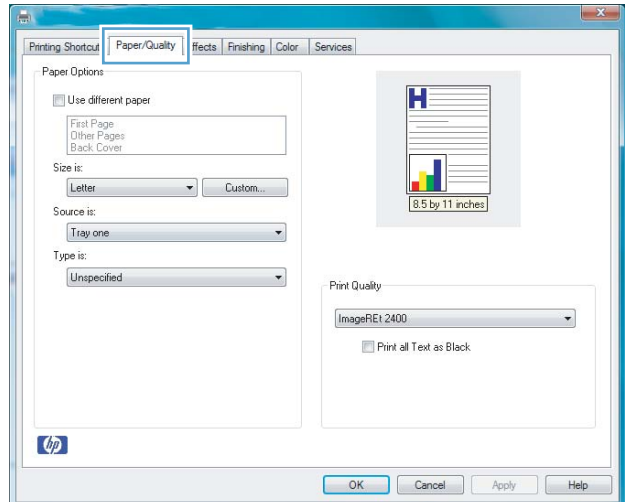 Printing Shortcut Paper/Quality ffects Finishing Color Services
Paper Options
Use different paper
First Page
Other Pages
Back Cover
Size is:
Letter Custom...
Source is:
Tray one
Type is:
Unspecified
H
8.5 by 11 inches
Print Quality
ImageREt 2400
Print all Text as Black
hp
OK Cancel Apply Help